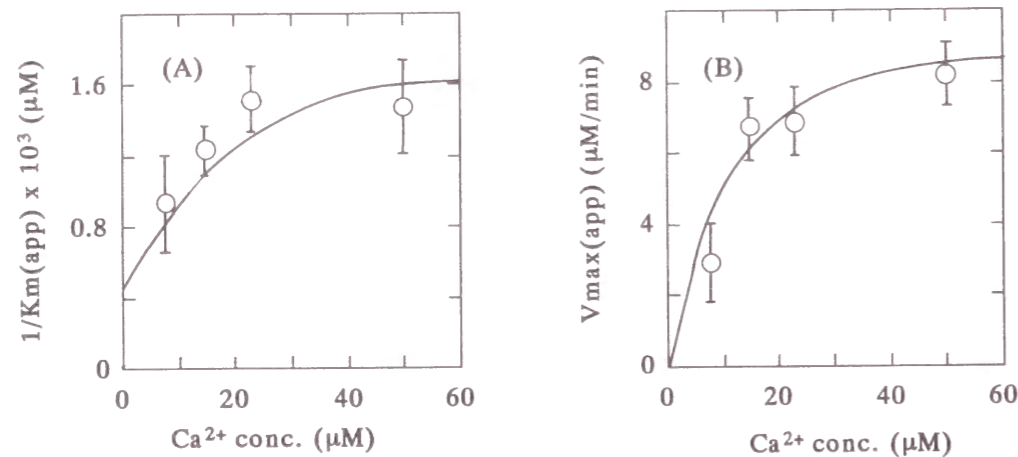 (A)
1/Km(app) x 10³ (µM)
1.6
0.8
0
0 20 40 60
Ca²⁺ conc. (µM)
(B)
Vmax(app) (µM/min)
8
4
0
0 20 40 60
Ca²⁺ conc. (µM)